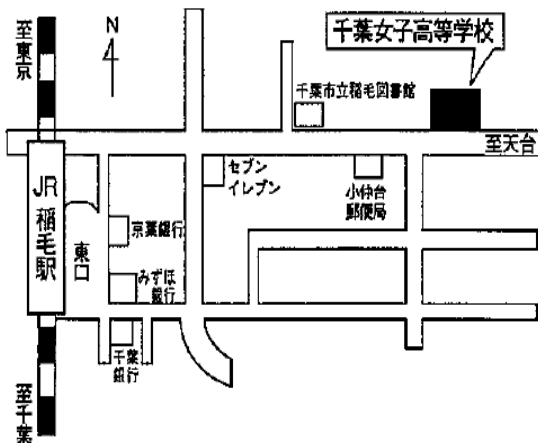 至東京
N
千葉女子高等学校
千葉市立稲毛図書館
至天台
JR
稲毛駅
東口
セブン
イレブン
小仲台
郵便局
京葉銀行
みずほ
銀行
千葉
銀行
至千葉